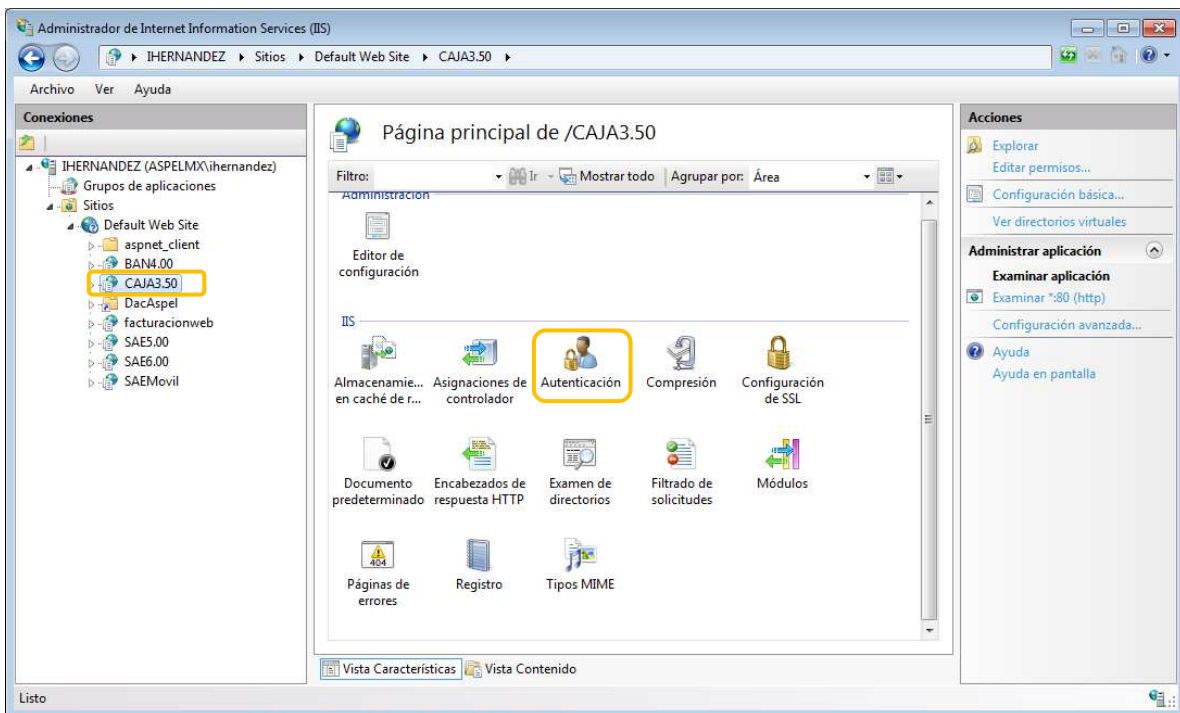 Administrador de Internet Information Services (IIS)
IHERNANDEZ Sitios Default Web Site CAJA3.50
Archivo Ver Ayuda
Conexiones
IHERNANDEZ (ASPELMX\ihernandez)
Grupos de aplicaciones
Sitios
Default Web Site
aspnet_client
BAN4.00
CAJA3.50
DacAspel
facturacionweb
SAE5.00
SAE6.00
SAEMovil
Página principal de /CAJA3.50
Filtro: Ir Mostrar todo Agrupar por: Área
Administración
Editor de
configuración
IIS
Almacenamie... Asignaciones de Autenticación Compresión Configuración
en caché de r... controlador de SSL
Documento Encabezados de Examen de Filtrado de Módulos
predeterminado respuesta HTTP directorios solicitudes
404
Páginas de Registro Tipos MIME
errores
Vista Características Vista Contenido
Acciones
Explorar
Editar permisos...
Configuración básica...
Ver directorios virtuales
Administrar aplicación
Examinar aplicación
Examinar *:80 (http)
Configuración avanzada...
Ayuda
Ayuda en pantalla
Listo